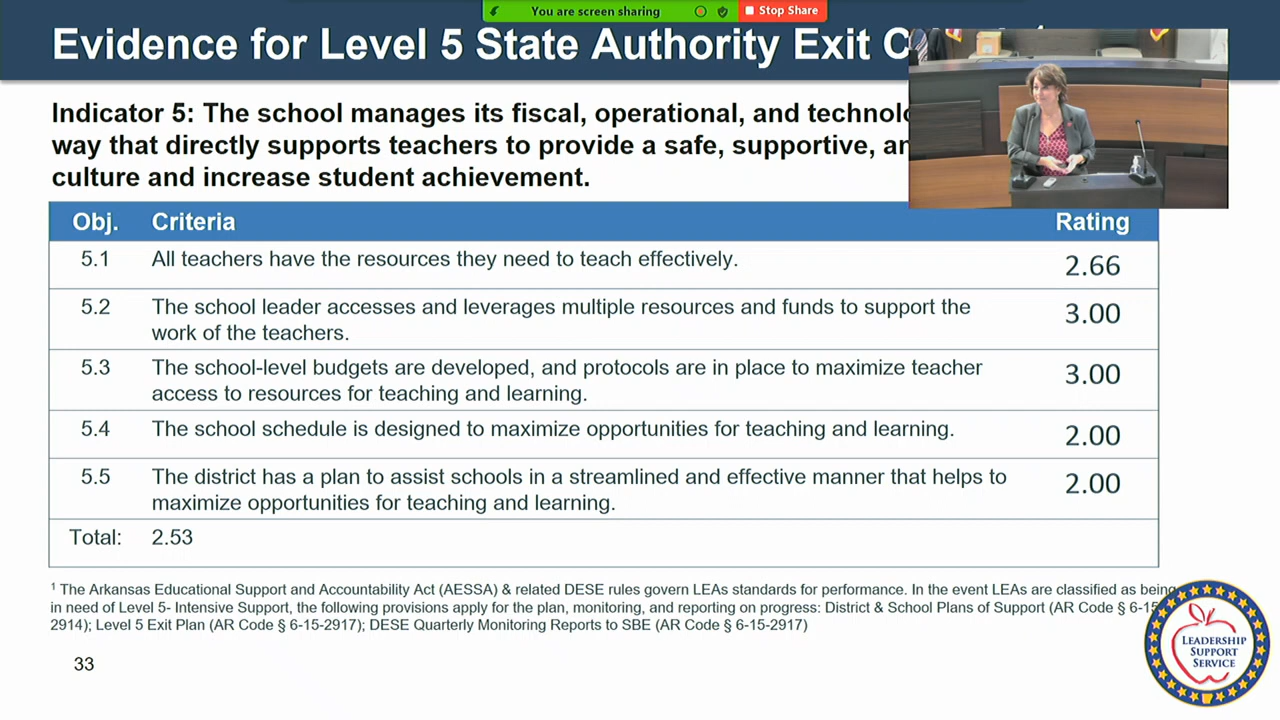 You are screen sharing
Stop Share
Evidence for Level 5 State Authority Exit
Indicator 5: The school manages its fiscal, operational, and
way that directly supports teachers to provide a safe, supportive,
culture and increase student achievement.
Obj. Criteria Rating
5.1 All teachers have the resources they need to teach effectively. 2.66
5.2 The school leader accesses and leverages multiple resources and funds to support the
work of the teachers. 3.00
5.3 The school-level budgets are developed, and protocols are in place to maximize teacher
access to resources for teaching and learning. 3.00
5.4 The school schedule is designed to maximize opportunities for teaching and learning. 2.00
5.5 The district has a plan to assist schools in a streamlined and effective manner that helps to
maximize opportunities for teaching and learning. 2.00
Total: 2.53
1 The Arkansas Educational Support and Accountability Act (AESSA) & related DESE rules govern LEAs standards for performance. In the event LEAs are classified as being
in need of Level 5- Intensive Support, the following provisions apply for the plan, monitoring, and reporting on progress: District & School Plans of Support (AR Code § 6-15
2914); Level 5 Exit Plan (AR Code § 6-15-2917); DESE Quarterly Monitoring Reports to SBE (AR Code § 6-15-2917)
33
LEADERSHIP
SUPPORT
SERVICE